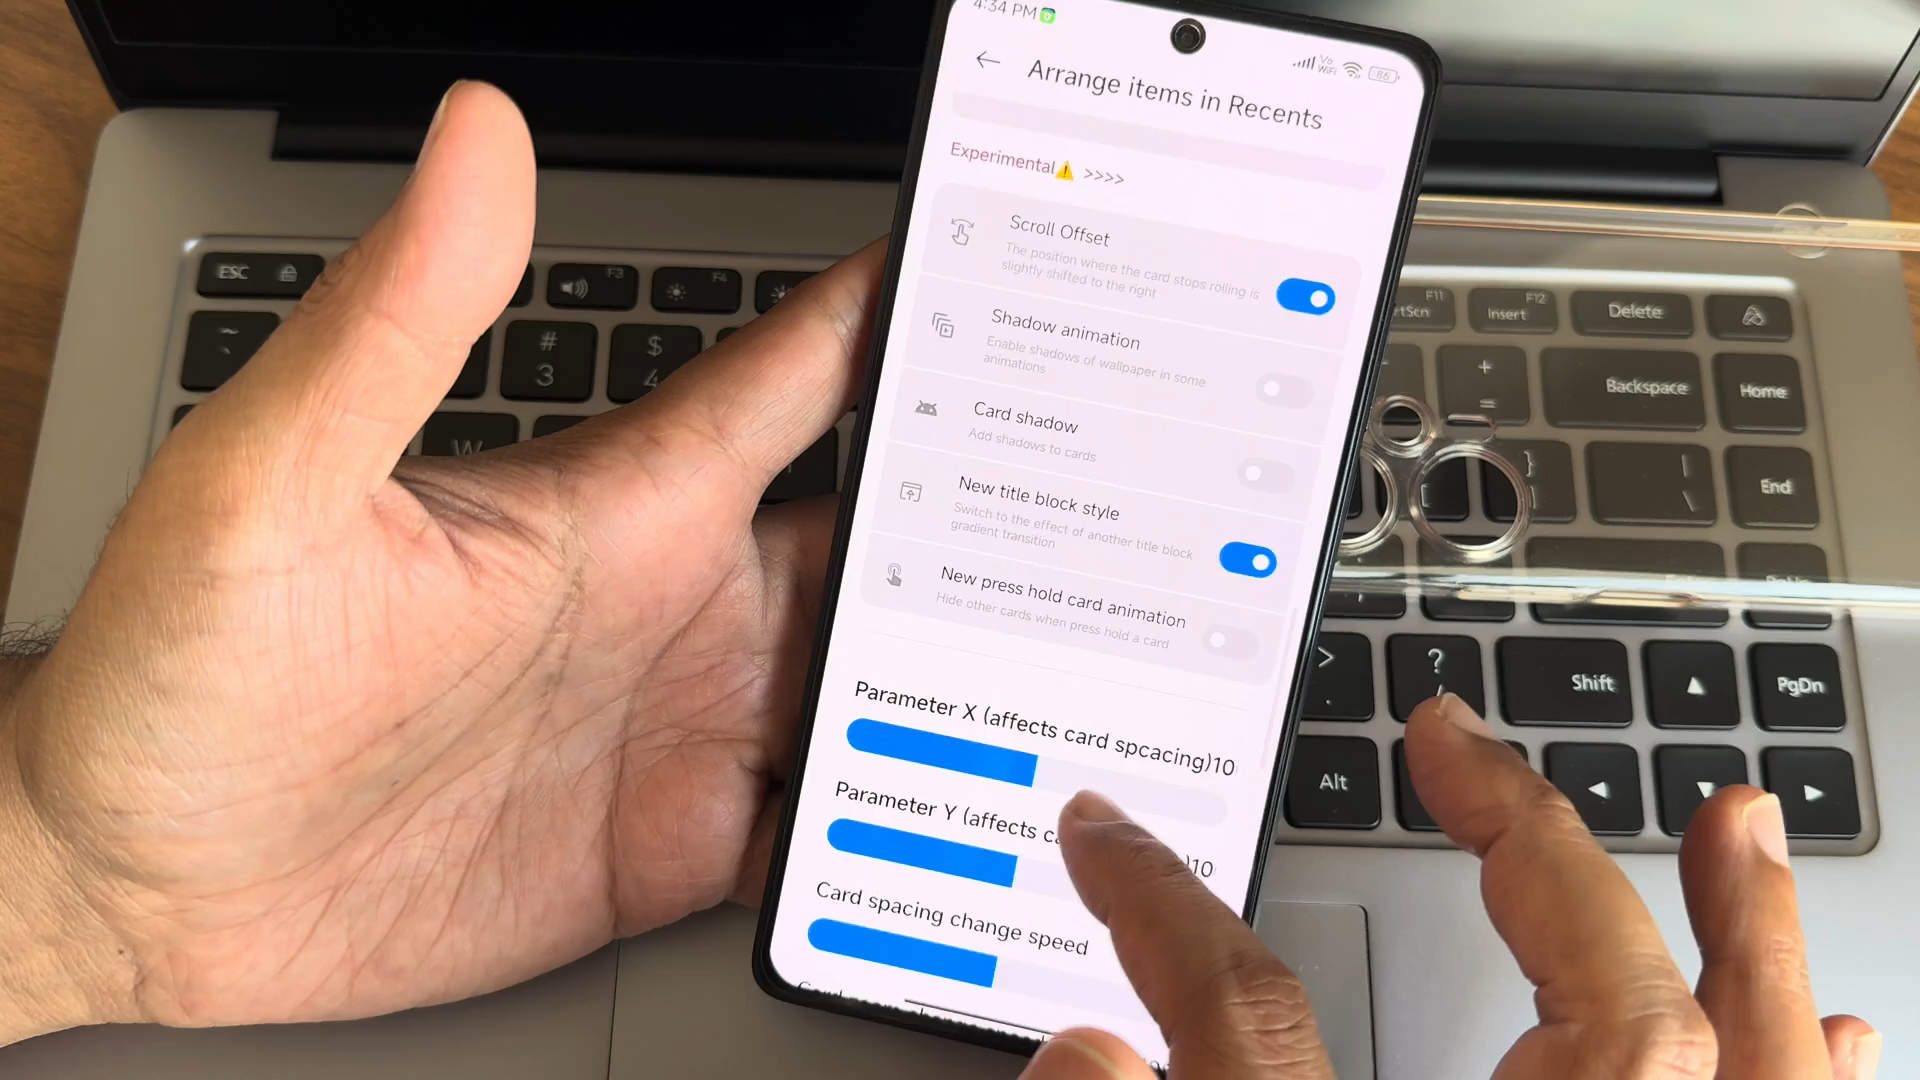 4:34 PM
Vo
WiFi
86
Arrange items in Recents
Experimental⚠ >>>>
Scroll Offset
The position where the card stops rolling is
slightly shifted to the right
Shadow animation
Enable shadows of wallpaper in some
animations
Card shadow
Add shadows to cards
New title block style
Switch to the effect of another title block
gradient transition
New press hold card animation
Hide other cards when press hold a card
Parameter X (affects card spcacing)10
Parameter Y (affects
)10
Card spacing change speed
ESC
F3
F4
#
3
$
4
W
F11
Insert
F12
Delete
+
=
Backspace
Home
}
]
|
\
End
>
.
?
/
Shift
▲
PgDn
Alt
◀
▼
▶